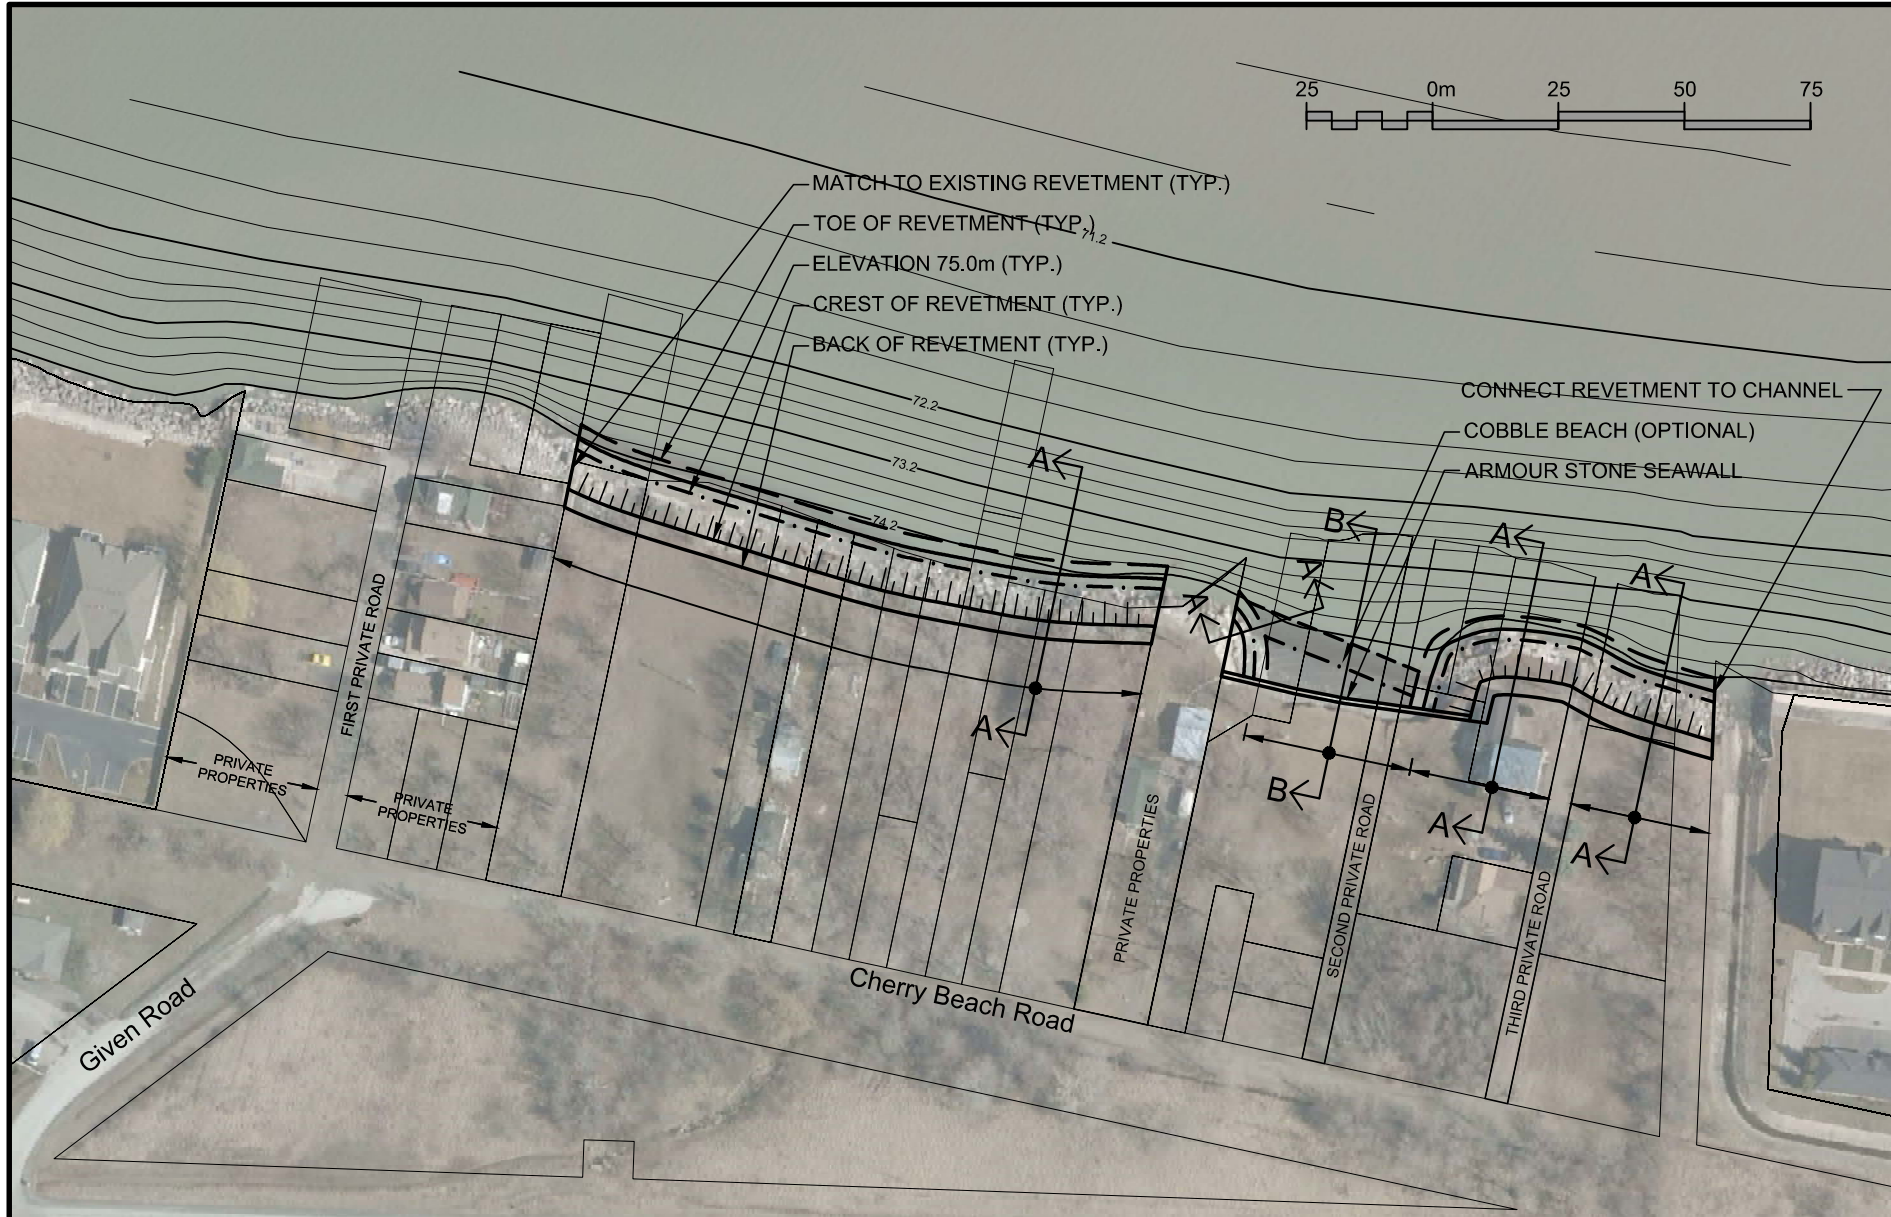 25 0m 25 50 75
MATCH TO EXISTING REVETMENT (TYP.)
TOE OF REVETMENT (TYP.)
71.2
ELEVATION 75.0m (TYP.)
CREST OF REVETMENT (TYP.)
BACK OF REVETMENT (TYP.)
CONNECT REVETMENT TO CHANNEL
72.2
COBBLE BEACH (OPTIONAL)
73.2
A
ARMOUR STONE SEAWALL
74.2
B
A
A
A
A
FIRST PRIVATE ROAD
A
PRIVATE
PROPERTIES
PRIVATE
PROPERTIES
B
A
A
PRIVATE PROPERTIES
SECOND PRIVATE ROAD
THIRD PRIVATE ROAD
Cherry Beach Road
Given Road